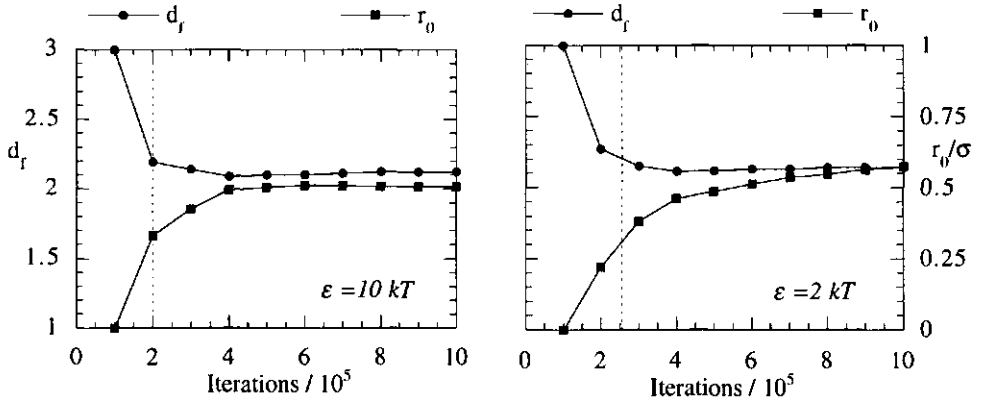 d_f r_0
3
2.5
d_f
2
1.5
1
ε =10 kT
0 2 4 6 8 10
Iterations / 10^5
d_f r_0
1
0.75
r_0/σ
0.5
0.25
0
ε =2 kT
0 2 4 6 8 10
Iterations / 10^5